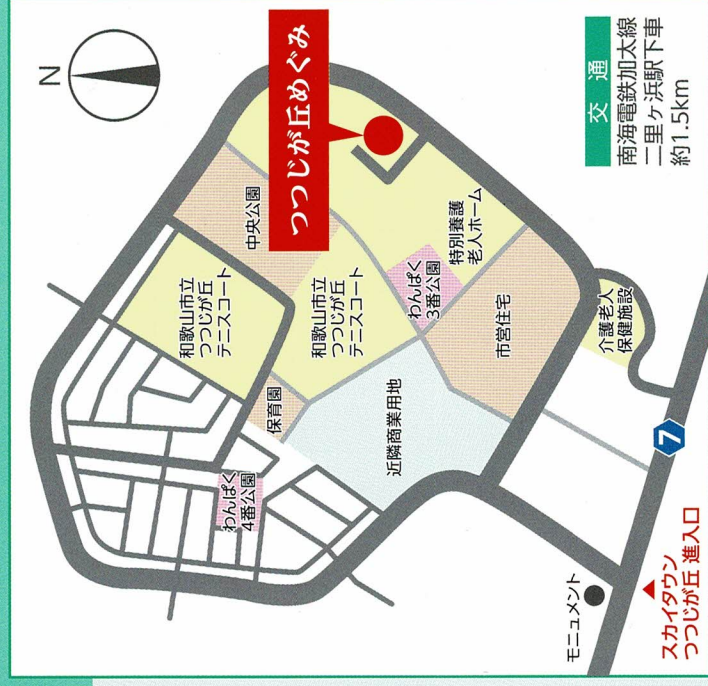 N
つつじが丘めぐみ
中央公園
和歌山市立
つつじが丘
テニスコート
和歌山市立
つつじが丘
テニスコート
特別養護
老人ホーム
わんぱく
3番公園
市営住宅
介護老人
保健施設
保育園
近隣商業用地
わんぱく
4番公園
モニュメント
7
スカイタウン
つつじが丘 進入口
交通
南海電鉄加太線
二里ヶ浜駅下車
約1.5km